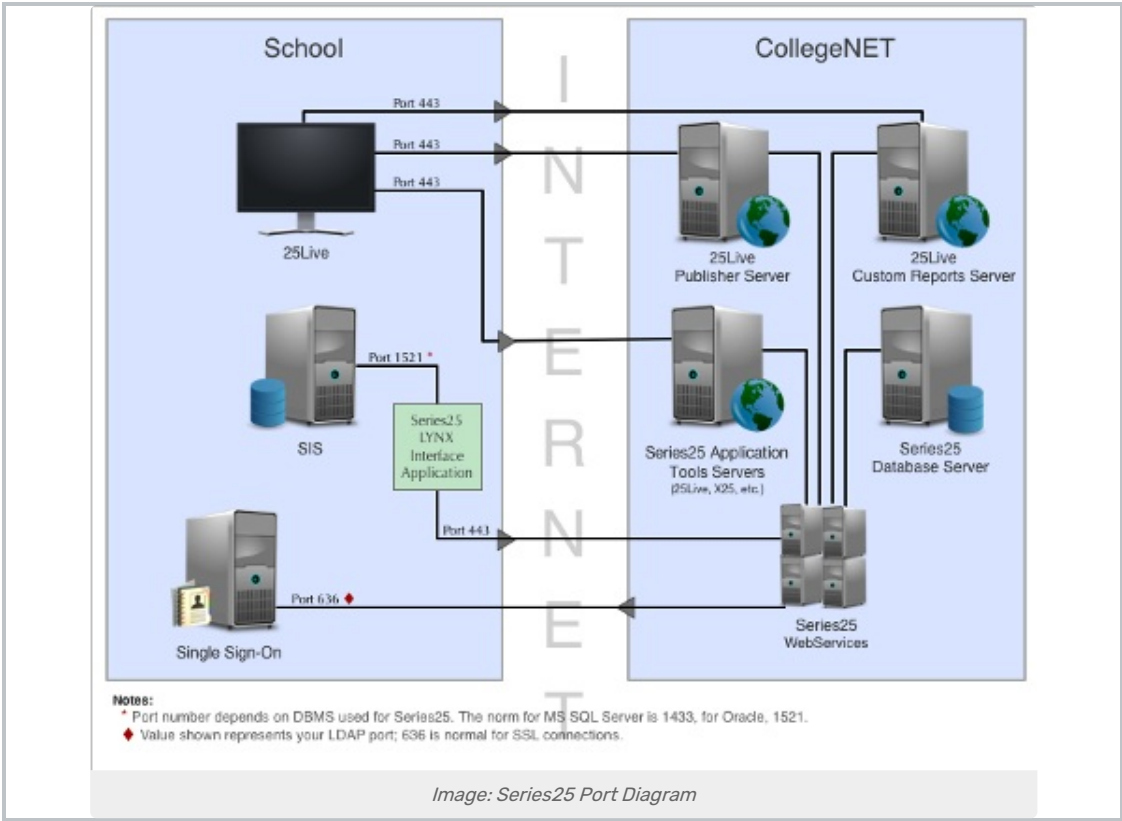 School
CollegeNET
INTERNET
Port 443
Port 443
Port 443
25Live
25Live
Publisher Server
25Live
Custom Reports Server
Port 1521 *
SIS
Series25
LYNX
Interface
Application
Series25 Application
Tools Servers
(25Live, X25, etc.)
Series25
Database Server
Port 443
Port 636 ♦
Single Sign-On
Series25
WebServices
Notes:
* Port number depends on DBMS used for Series25. The norm for MS SQL Server is 1433, for Oracle, 1521.
♦ Value shown represents your LDAP port; 636 is normal for SSL connections.
Image: Series25 Port Diagram